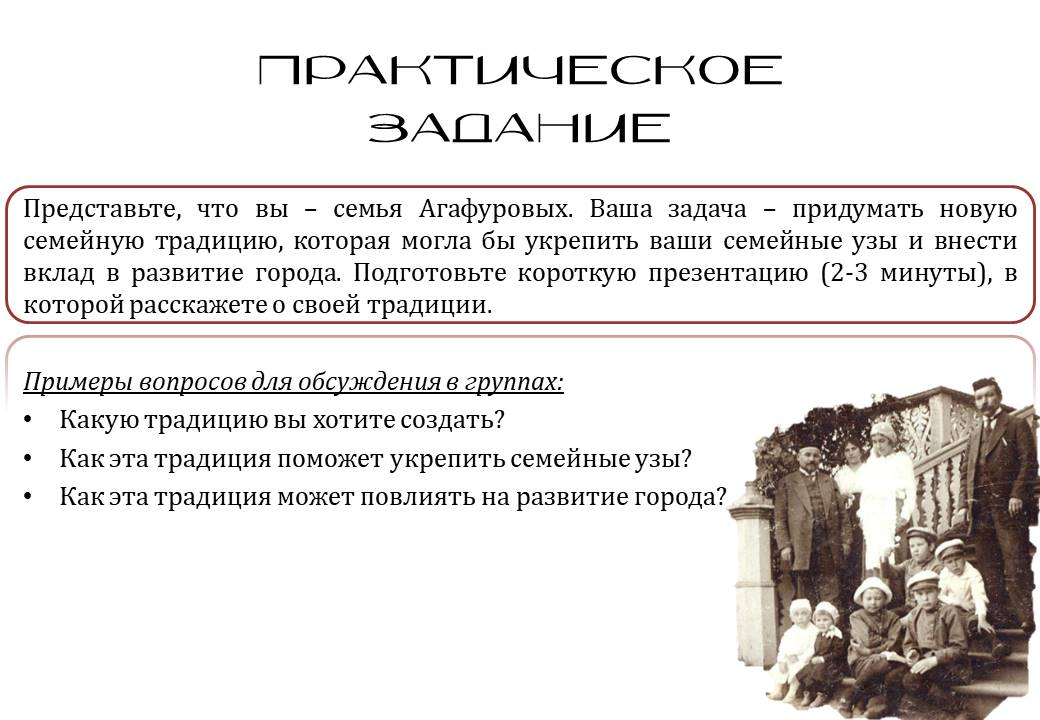 ПРАКТИЧЕСКОЕ
ЗАДАНИЕ
Представьте, что вы – семья Агафуровых. Ваша задача – придумать новую
семейную традицию, которая могла бы укрепить ваши семейные узы и внести
вклад в развитие города. Подготовьте короткую презентацию (2-3 минуты), в
которой расскажете о своей традиции.
Примеры вопросов для обсуждения в группах:
• Какую традицию вы хотите создать?
• Как эта традиция поможет укрепить семейные узы?
• Как эта традиция может повлиять на развитие города?